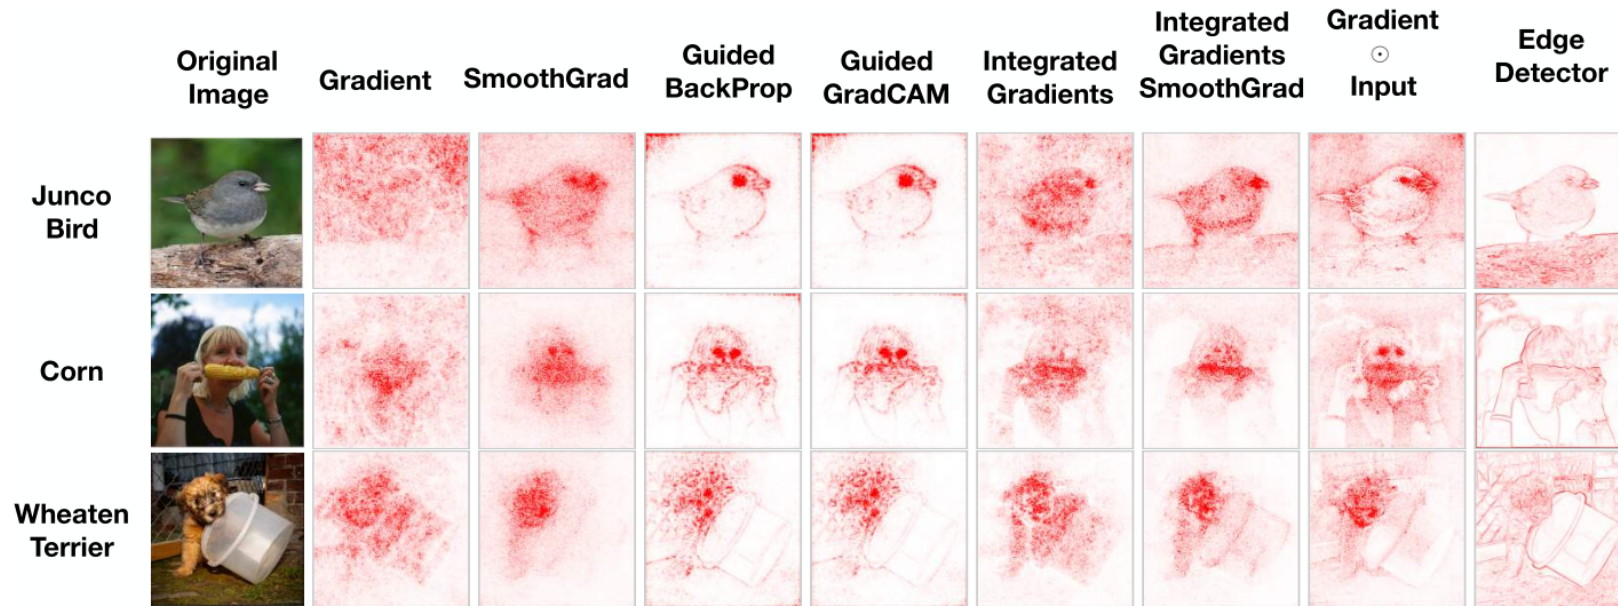 Original
Image
Gradient
SmoothGrad
Guided
BackProp
Guided
GradCAM
Integrated
Gradients
Integrated
Gradients
SmoothGrad
Gradient
⊙
Input
Edge
Detector
Junco
Bird
Corn
Wheaten
Terrier